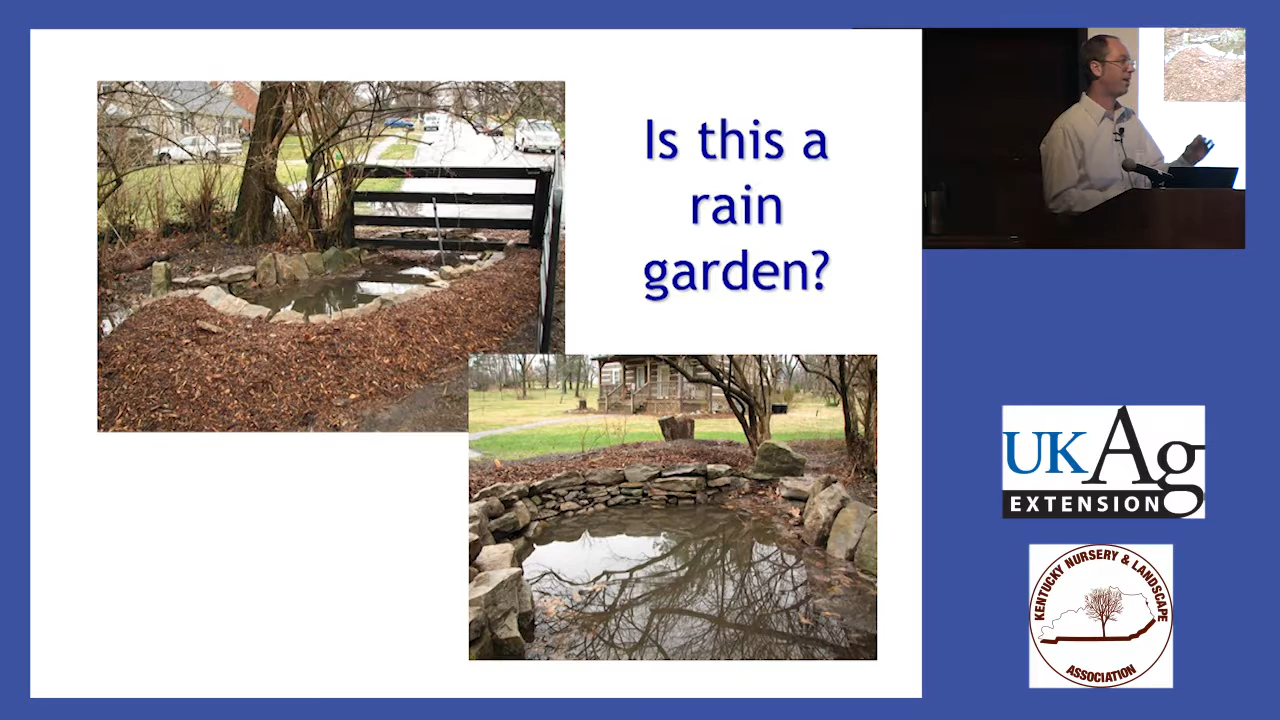 Is this a
rain
garden?
UKAg
EXTENSION
KENTUCKY NURSERY & LANDSCAPE
ASSOCIATION